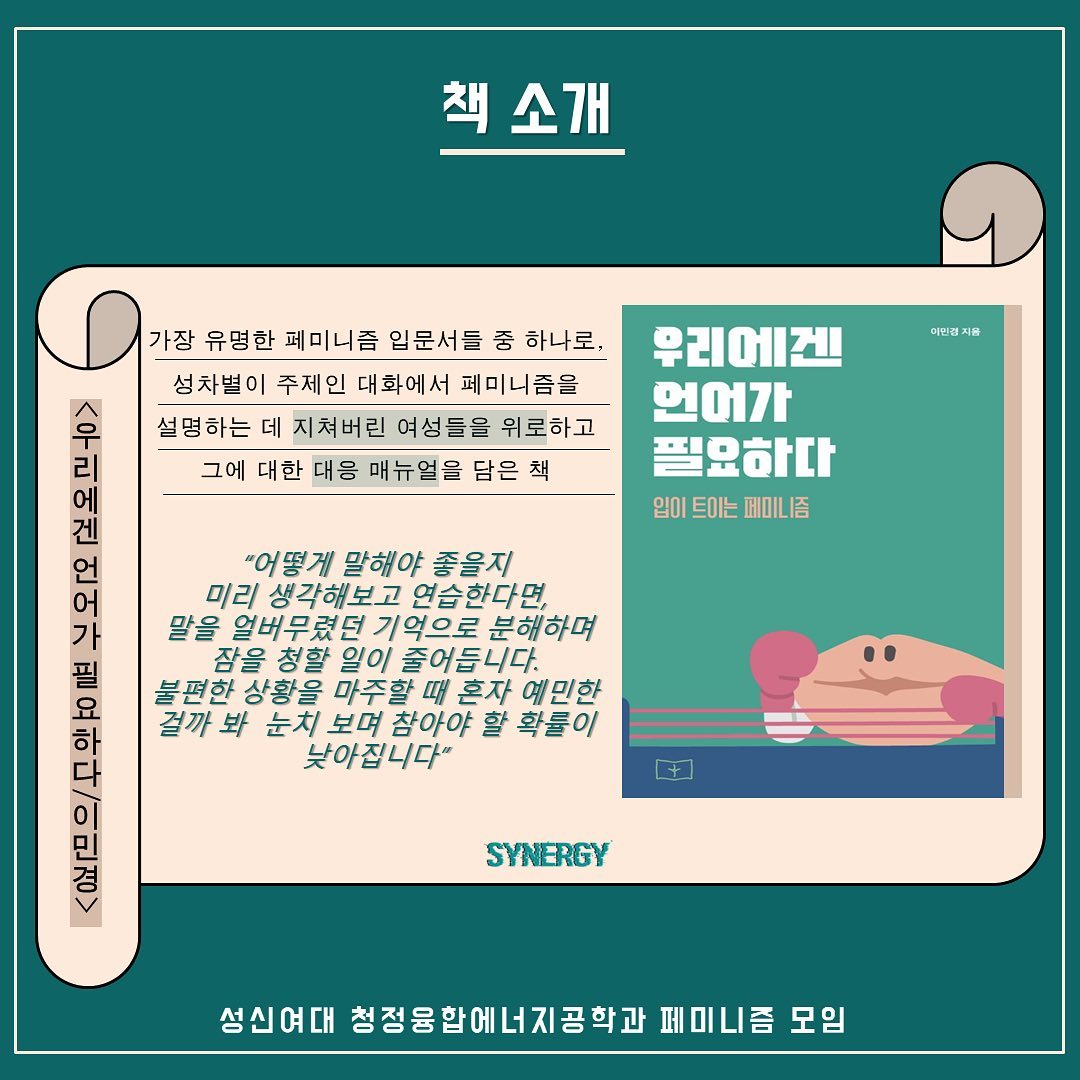 책 소개
<우리에겐 언어가 필요하다/이민경>
가장 유명한 페미니즘 입문서들 중 하나로,
성차별이 주제인 대화에서 페미니즘을
설명하는 데 지쳐버린 여성들을 위로하고
그에 대한 대응 매뉴얼을 담은 책
“어떻게 말해야 좋을지
미리 생각해보고 연습한다면,
말을 얼버무렸던 기억으로 분해하며
잠을 청할 일이 줄어듭니다.
불편한 상황을 마주할 때 혼자 예민한
걸까 봐 눈치 보며 참아야 할 확률이
낮아집니다”
이민경 지음
우리에겐
언어가
필요하다
입이 트이는 페미니즘
SYNERGY
성신여대 청정융합에너지공학과 페미니즘 모임